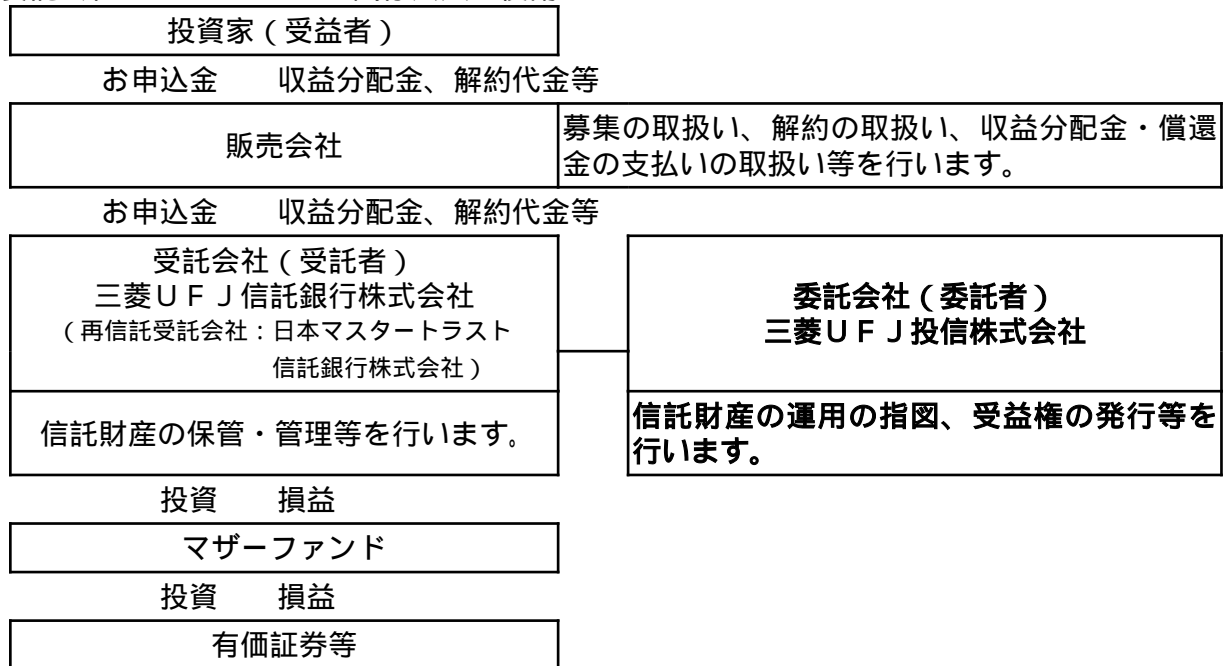 投資家（受益者）
お申込金　収益分配金、解約代金等
販売会社
募集の取扱い、解約の取扱い、収益分配金・償還
金の支払いの取扱い等を行います。
お申込金　収益分配金、解約代金等
受託会社（受託者）
三菱ＵＦＪ信託銀行株式会社
（再信託受託会社：日本マスタートラスト
信託銀行株式会社）
委託会社（委託者）
三菱ＵＦＪ投信株式会社
信託財産の保管・管理等を行います。
信託財産の運用の指図、受益権の発行等を
行います。
投資　損益
マザーファンド
投資　損益
有価証券等